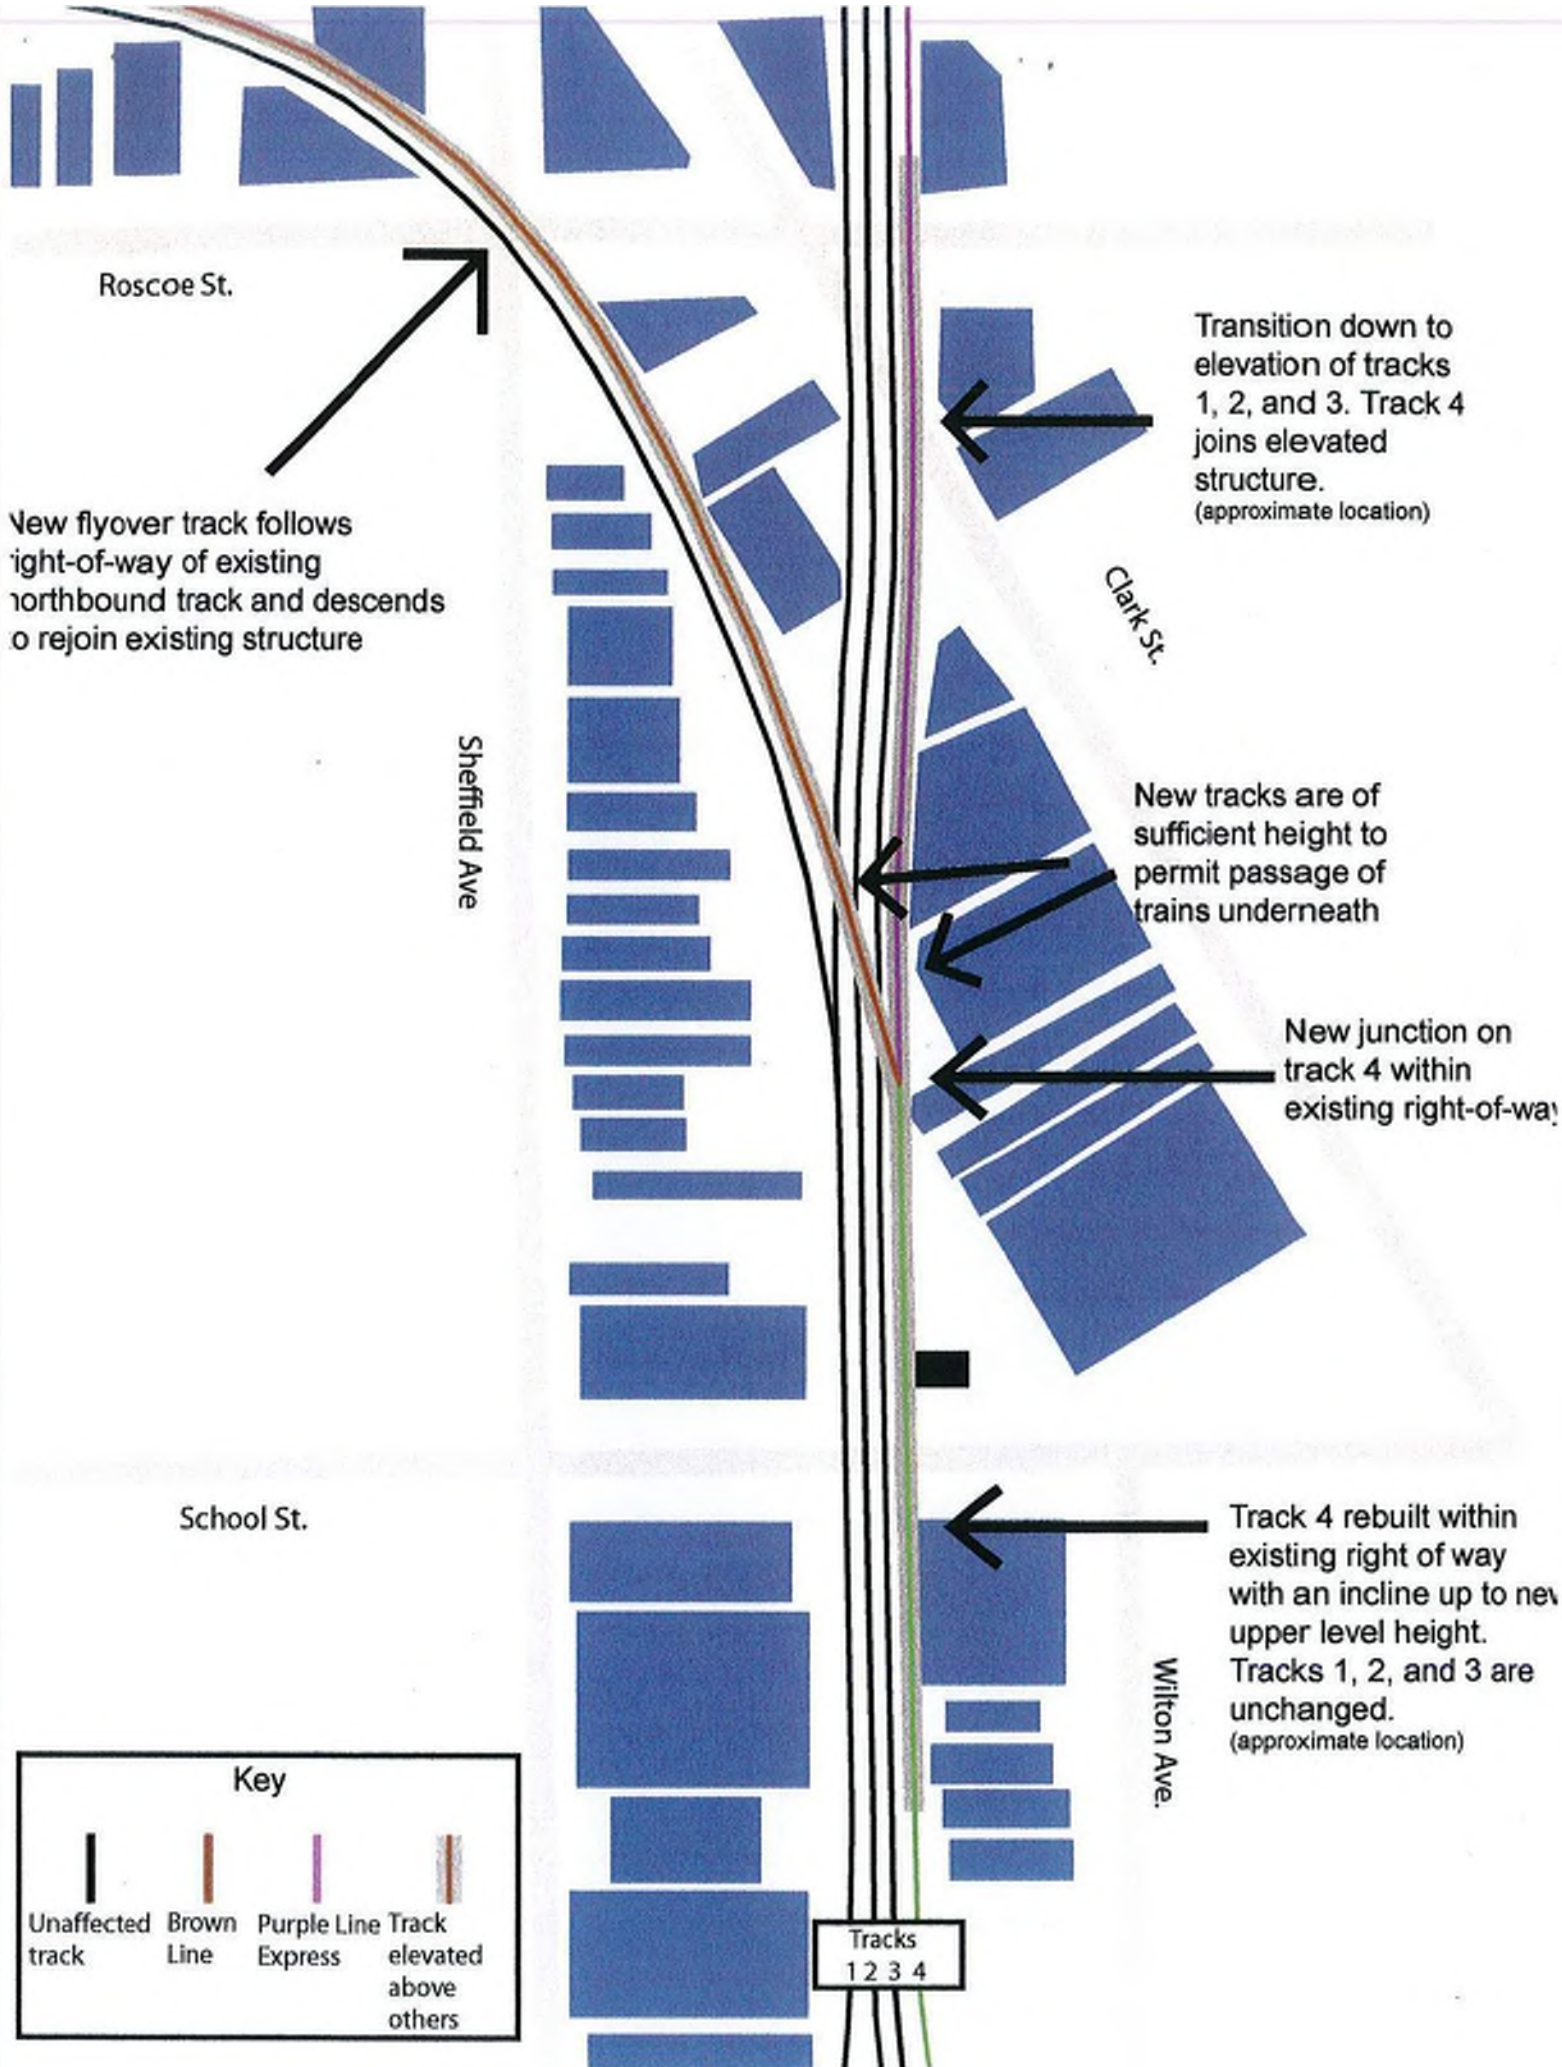 Roscoe St.
Transition down to
elevation of tracks
1, 2, and 3. Track 4
joins elevated
structure.
(approximate location)
New flyover track follows
right-of-way of existing
northbound track and descends
to rejoin existing structure
Clark St.
Sheffield Ave
New tracks are of
sufficient height to
permit passage of
trains underneath
New junction on
track 4 within
existing right-of-way
School St.
Track 4 rebuilt within
existing right of way
with an incline up to new
upper level height.
Tracks 1, 2, and 3 are
unchanged.
(approximate location)
Wilton Ave.
Key
Unaffected
track
Brown
Line
Purple Line
Express
Track
elevated
above
others
Tracks
1 2 3 4